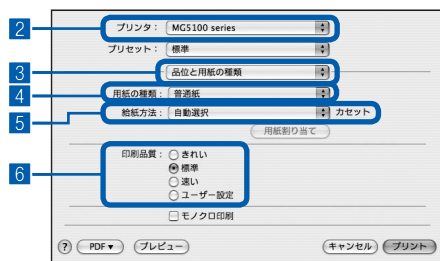 2 プリンタ： MG5100 series
プリセット： 標準
3 品位と用紙の種類
4 用紙の種類： 普通紙
5 給紙方法： 自動選択 カセット
用紙割り当て
印刷品質： きれい
6 標準
速い
ユーザー設定
モノクロ印刷
? PDF▼ プレビュー キャンセル プリント